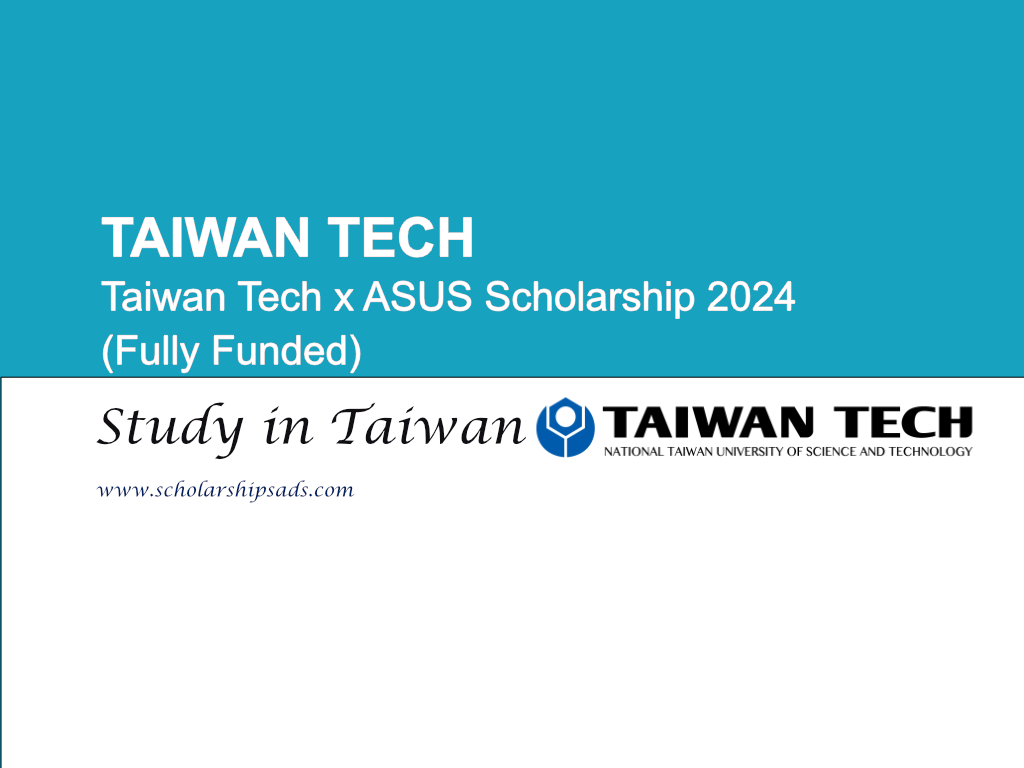 TAIWAN TECH
Taiwan Tech x ASUS Scholarship 2024
(Fully Funded)
Study in Taiwan
TAIWAN TECH
NATIONAL TAIWAN UNIVERSITY OF SCIENCE AND TECHNOLOGY
www.scholarshipsads.com